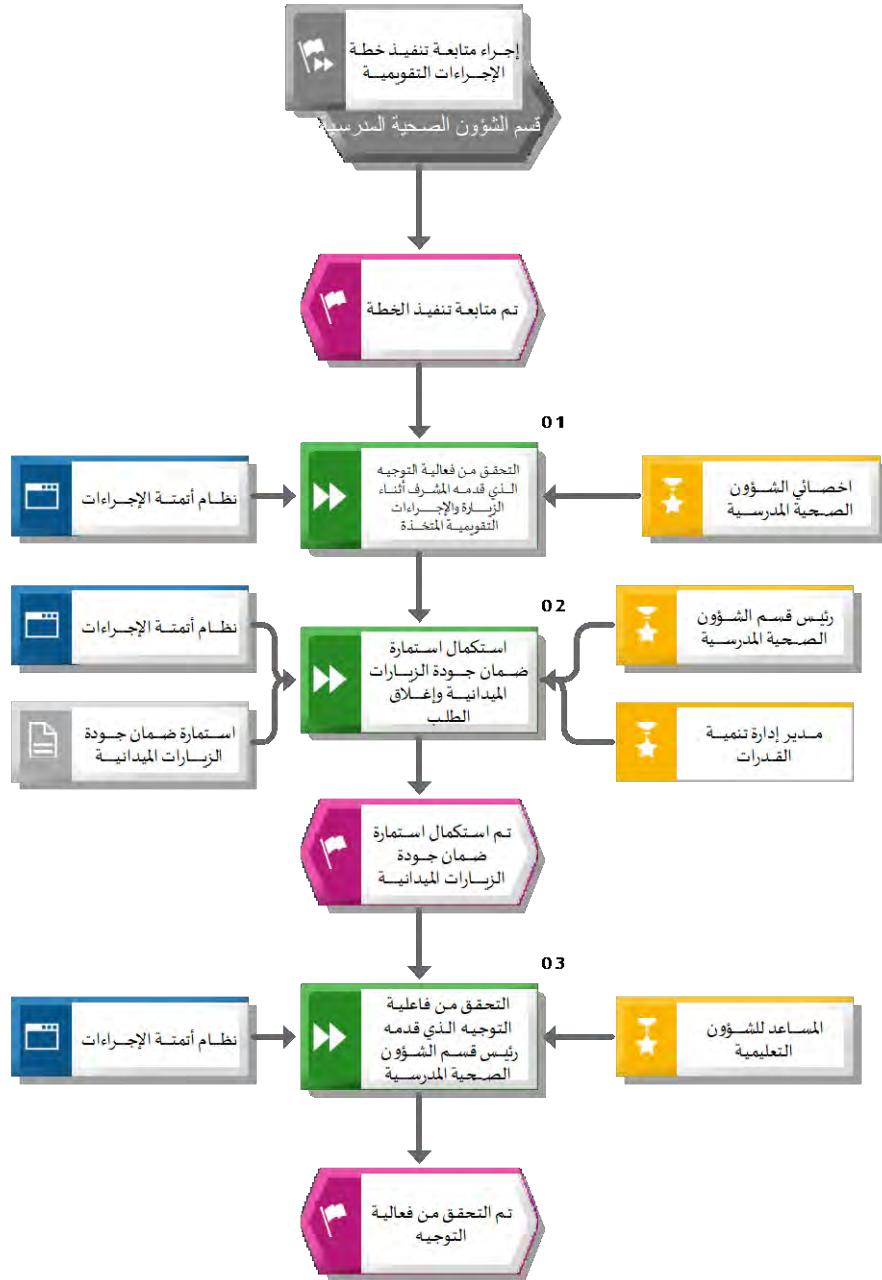 إجراء متابعة تنفيذ خطة
الإجراءات التقويمية
قسم الشؤون الصحية المدرسية
تم متابعة تنفيذ الخطة
01
اخصائي الشؤون
الصحية المدرسية
التحقق من فعالية التوجيه
الذي قدمه المشرف أثناء
الزيارة والإجراءات
التقويمية المتخذة
نظام أتمتة الإجراءات
02
رئيس قسم الشؤون
الصحية المدرسية
مدير إدارة تنمية
القدرات
استكمال استمارة
ضمان جودة الزيارات
الميدانية وإغلاق
الطلب
نظام أتمتة الإجراءات
استمارة ضمان جودة
الزيارات الميدانية
تم استكمال استمارة
ضمان جودة
الزيارات الميدانية
03
المساعد للشؤون
التعليمية
التحقق من فاعلية
التوجيه الذي قدمه
رئيس قسم الشؤون
الصحية المدرسية
نظام أتمتة الإجراءات
تم التحقق من فعالية
التوجيه